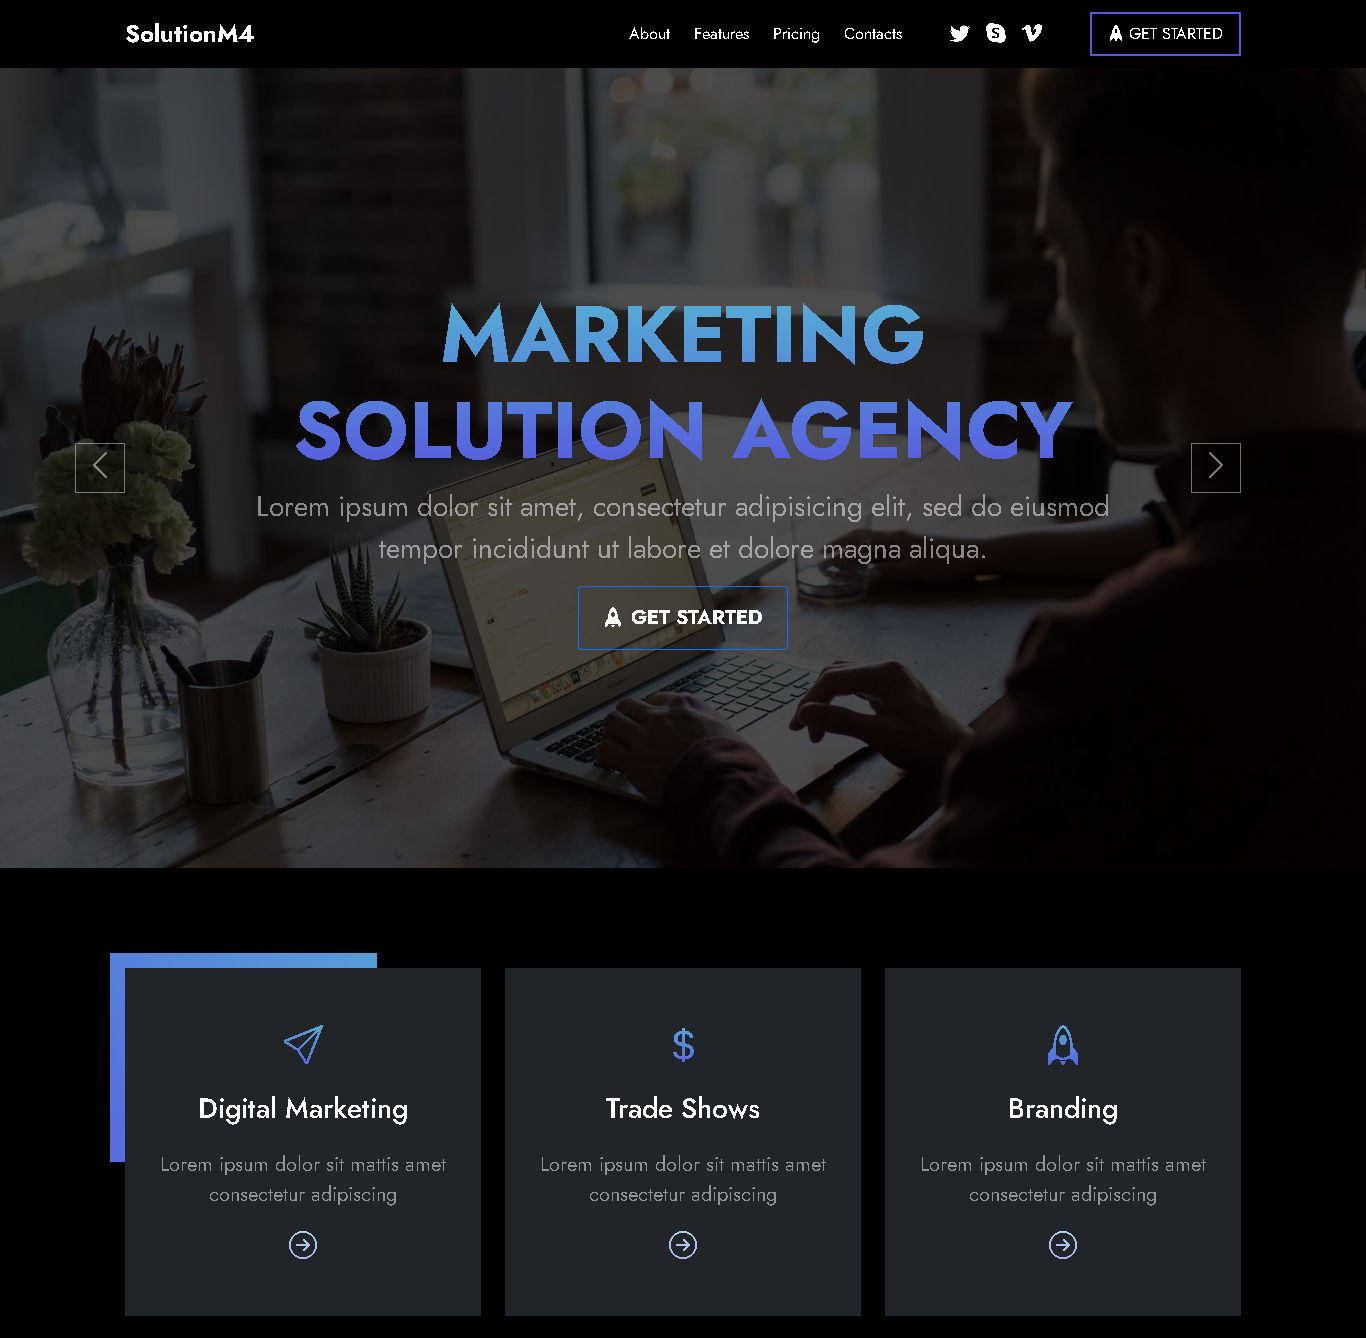 SolutionM4
About Features Pricing Contacts
GET STARTED
MARKETING
SOLUTION AGENCY
Lorem ipsum dolor sit amet, consectetur adipisicing elit, sed do eiusmod
tempor incididunt ut labore et dolore magna aliqua.
GET STARTED
Digital Marketing
Lorem ipsum dolor sit mattis amet
consectetur adipiscing
Trade Shows
Lorem ipsum dolor sit mattis amet
consectetur adipiscing
Branding
Lorem ipsum dolor sit mattis amet
consectetur adipiscing